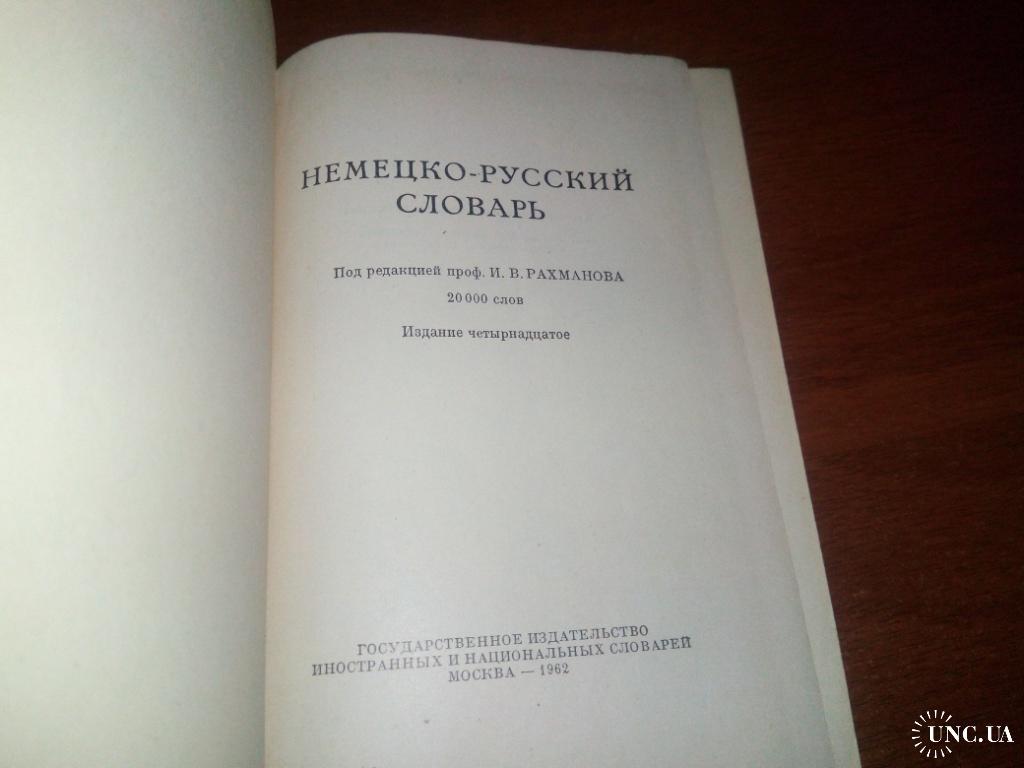 НЕМЕЦКО-РУССКИЙ
СЛОВАРЬ
Под редакцией проф. И. В. РАХМАНОВА
20 000 слов
Издание четырнадцатое
ГОСУДАРСТВЕННОЕ ИЗДАТЕЛЬСТВО
ИНОСТРАННЫХ И НАЦИОНАЛЬНЫХ СЛОВАРЕЙ
МОСКВА — 1962
UNC.UA